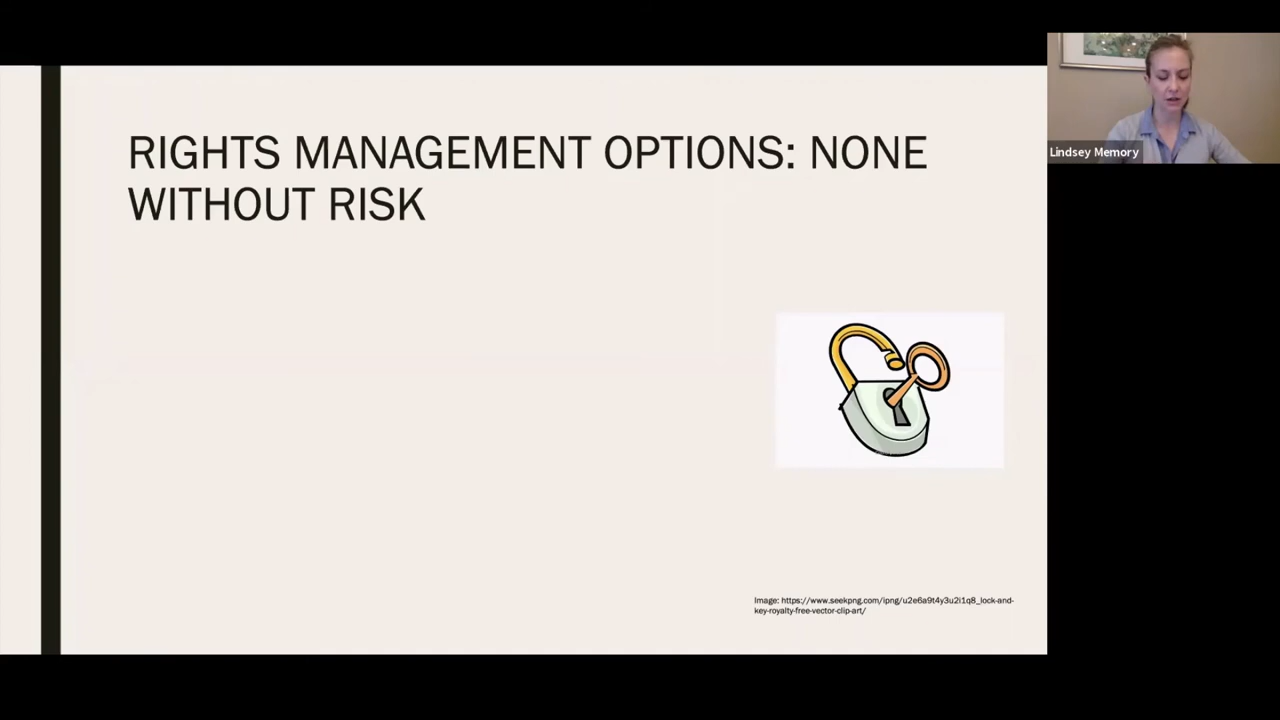 RIGHTS MANAGEMENT OPTIONS: NONE
WITHOUT RISK
Lindsey Memory
Image: https://www.seekpng.com/ipng/u2e6a9t4y3u2i1q8_lock-and-
key-royalty-free-vector-clip-art/